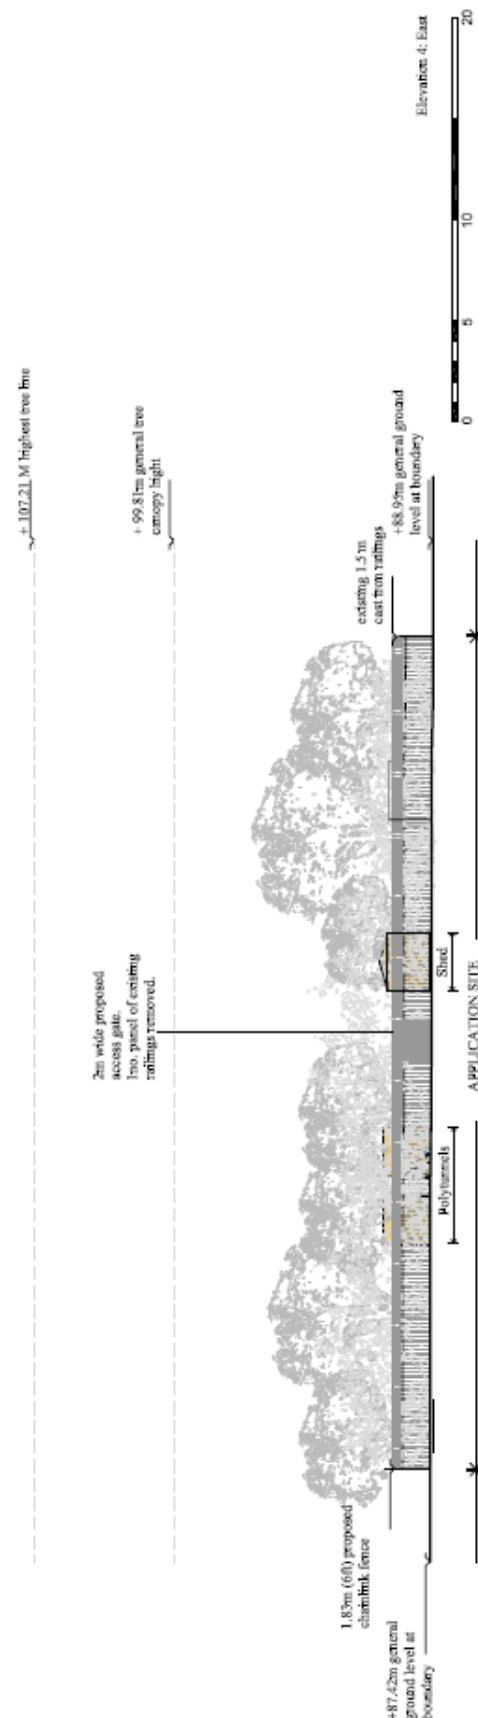 + 107.21 M highest tree line
+ 99.81m general tree
canopy hight
2m wide proposed
access gate.
1no. panel of existing
railings removed.
existing 1.5 m
cast iron railings
+88.95m general ground
level at boundary
1.83m (6ft) proposed
chainlink fence
+87.42m general
ground level at
boundary
Polytunnels
Shed
APPLICATION SITE
Elevation 4: East
0 5 10 20